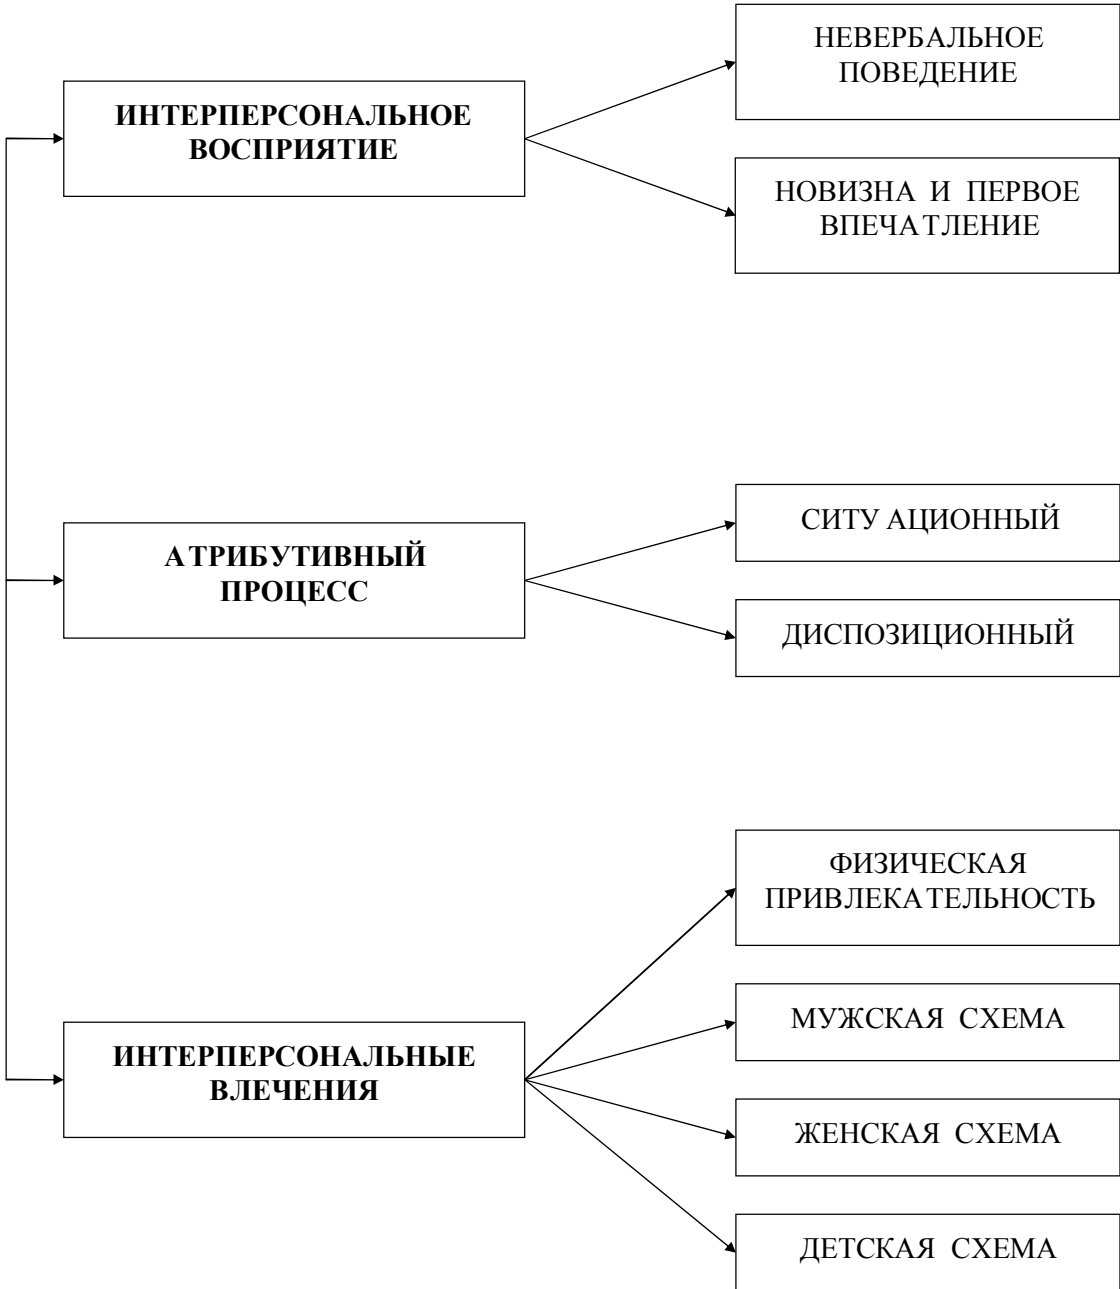 НЕВЕРБАЛЬНОЕ
ПОВЕДЕНИЕ
ИНТЕРПЕРСОНАЛЬНОЕ
ВОСПРИЯТИЕ
НОВИЗНА И ПЕРВОЕ
ВПЕЧАТЛЕНИЕ
СИТУАЦИОННЫЙ
АТРИБУТИВНЫЙ
ПРОЦЕСС
ДИСПОЗИЦИОННЫЙ
ФИЗИЧЕСКАЯ
ПРИВЛЕКАТЕЛЬНОСТЬ
МУЖСКАЯ СХЕМА
ИНТЕРПЕРСОНАЛЬНЫЕ
ВЛЕЧЕНИЯ
ЖЕНСКАЯ СХЕМА
ДЕТСКАЯ СХЕМА